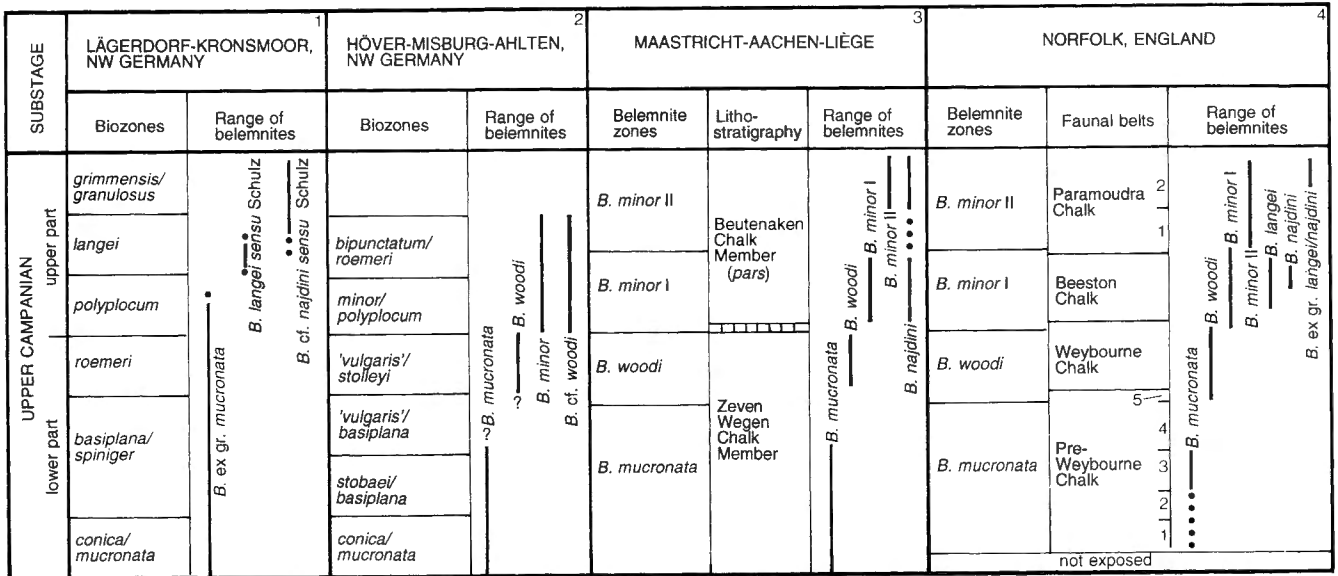 SUBSTAGE
1
LÄGERDORF-KRONSMOOR,
NW GERMANY
2
HÖVER-MISBURG-AHLTEN,
NW GERMANY
3
MAASTRICHT-AACHEN-LIÈGE
4
NORFOLK, ENGLAND
Biozones
Range of
belemnites
Biozones
Range of
belemnites
Belemnite
zones
Litho-
stratigraphy
Range of
belemnites
Belemnite
zones
Faunal belts
Range of
belemnites
UPPER CAMPANIAN
upper part
lower part
grimmensis/
granulosus
langei
polyplocum
roemeri
basiplana/
spiniger
conica/
mucronata
B. ex gr. mucronata
B. langei sensu Schulz
B. cf. najdini sensu Schulz
bipunctatum/
roemeri
minor/
polyplocum
'vulgaris'/
stolleyi
'vulgaris'/
basiplana
stobaei/
basiplana
conica/
mucronata
?
B. mucronata
?
B. woodi
B. minor
B. cf. woodi
B. minor II
B. minor I
B. woodi
B. mucronata
Beutenaken
Chalk
Member
(pars)
Zeven
Wegen
Chalk
Member
B. mucronata
B. woodi
B. minor I
B. minor II
B. najdini
B. minor II
B. minor I
B. woodi
B. mucronata
Paramoudra
Chalk
2
1
Beeston
Chalk
Weybourne
Chalk
5
Pre-
Weybourne
Chalk
4
3
2
1
not exposed
B. mucronata
B. woodi
B. minor I
B. minor II
B. langei
B. najdini
B. ex gr. langei/najdini